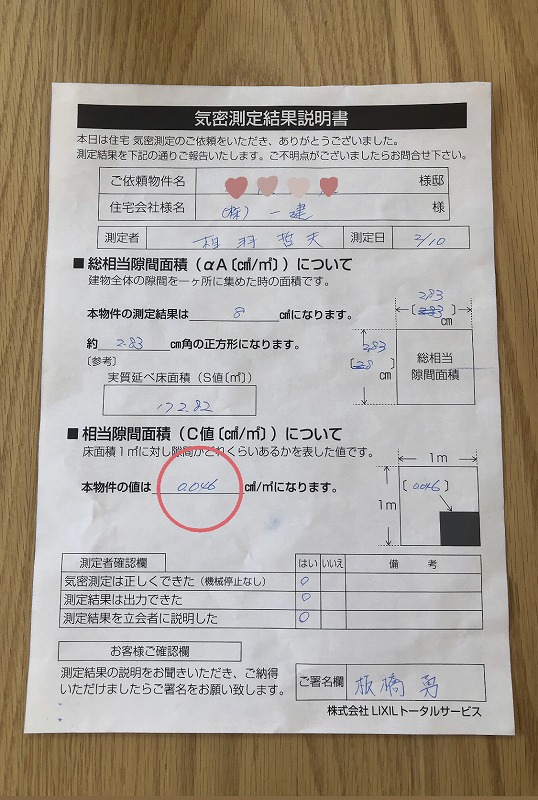 気密測定結果説明書
本日は住宅 気密測定のご依頼をいただき、ありがとうございました。
測定結果を下記の通りご報告いたします。ご不明点がございましたらお問合せ下さい。
ご依頼物件名 様邸
住宅会社様名 (株) 一建 様
測定者 相羽 哲夫 測定日 2/10
■ 総相当隙間面積（αA〔c㎡/㎡〕）について
建物全体の隙間を一ヶ所に集めた時の面積です。
本物件の測定結果は 8 c㎡になります。
約 2.83 cm角の正方形になります。
〔参考〕
実質延べ床面積（S値〔㎡〕）
172.82
2.83
〔2.83〕
cm
2.83
〔2.8 cm
総相当
隙間面積
■ 相当隙間面積（C値〔c㎡/㎡〕）について
床面積１㎡に対し隙間がどれくらいあるかを表した値です。
本物件の値は 0.046 c㎡/㎡になります。
1m
1m
〔0.046〕
測定者確認欄 はい いいえ 備 考
気密測定は正しくできた（機械停止なし） ○
測定結果は出力できた ○
測定結果を立会者に説明した ○
お客様ご確認欄
測定結果の説明をお聞きいただき、ご納得
いただけましたらご署名をお願い致します。
ご署名欄 板橋 勇
株式会社 LIXILトータルサービス